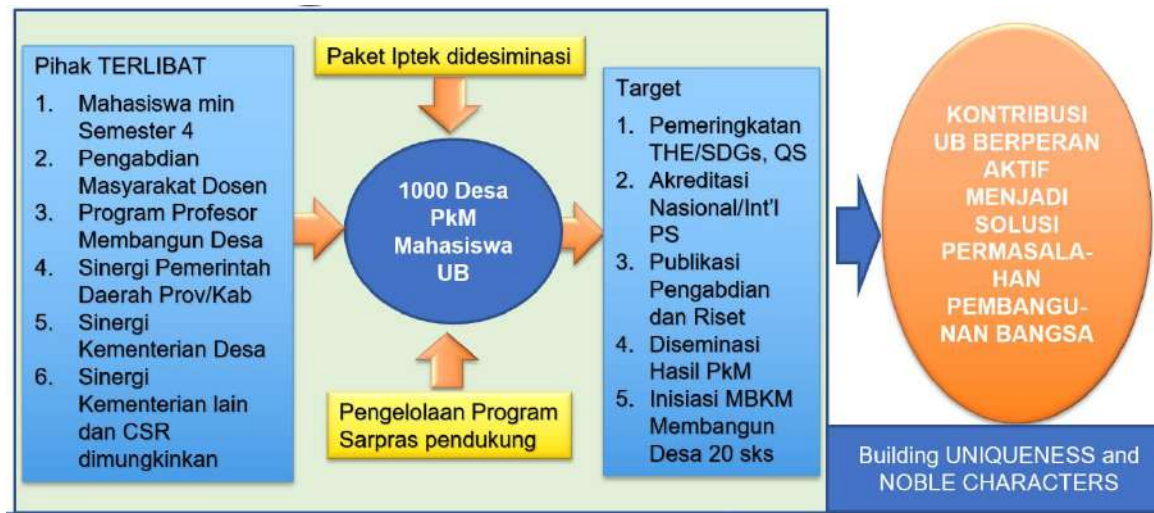 Pihak TERLIBAT
1. Mahasiswa min
Semester 4
2. Pengabdian
Masyarakat Dosen
3. Program Profesor
Membangun Desa
4. Sinergi Pemerintah
Daerah Prov/Kab
5. Sinergi
Kementerian Desa
6. Sinergi
Kementerian lain
dan CSR
dimungkinkan
Paket Iptek didesiminasi
1000 Desa
PkM
Mahasiswa
UB
Pengelolaan Program
Sarpras pendukung
Target
1. Pemeringkatan
THE/SDGs, QS
2. Akreditasi
Nasional/Int'l
PS
3. Publikasi
Pengabdian
dan Riset
4. Diseminasi
Hasil PkM
5. Inisiasi MBKM
Membangun
Desa 20 sks
KONTRIBUSI
UB BERPERAN
AKTIF
MENJADI
SOLUSI
PERMASALA-
HAN
PEMBANGU-
NAN BANGSA
Building UNIQUENESS and
NOBLE CHARACTERS